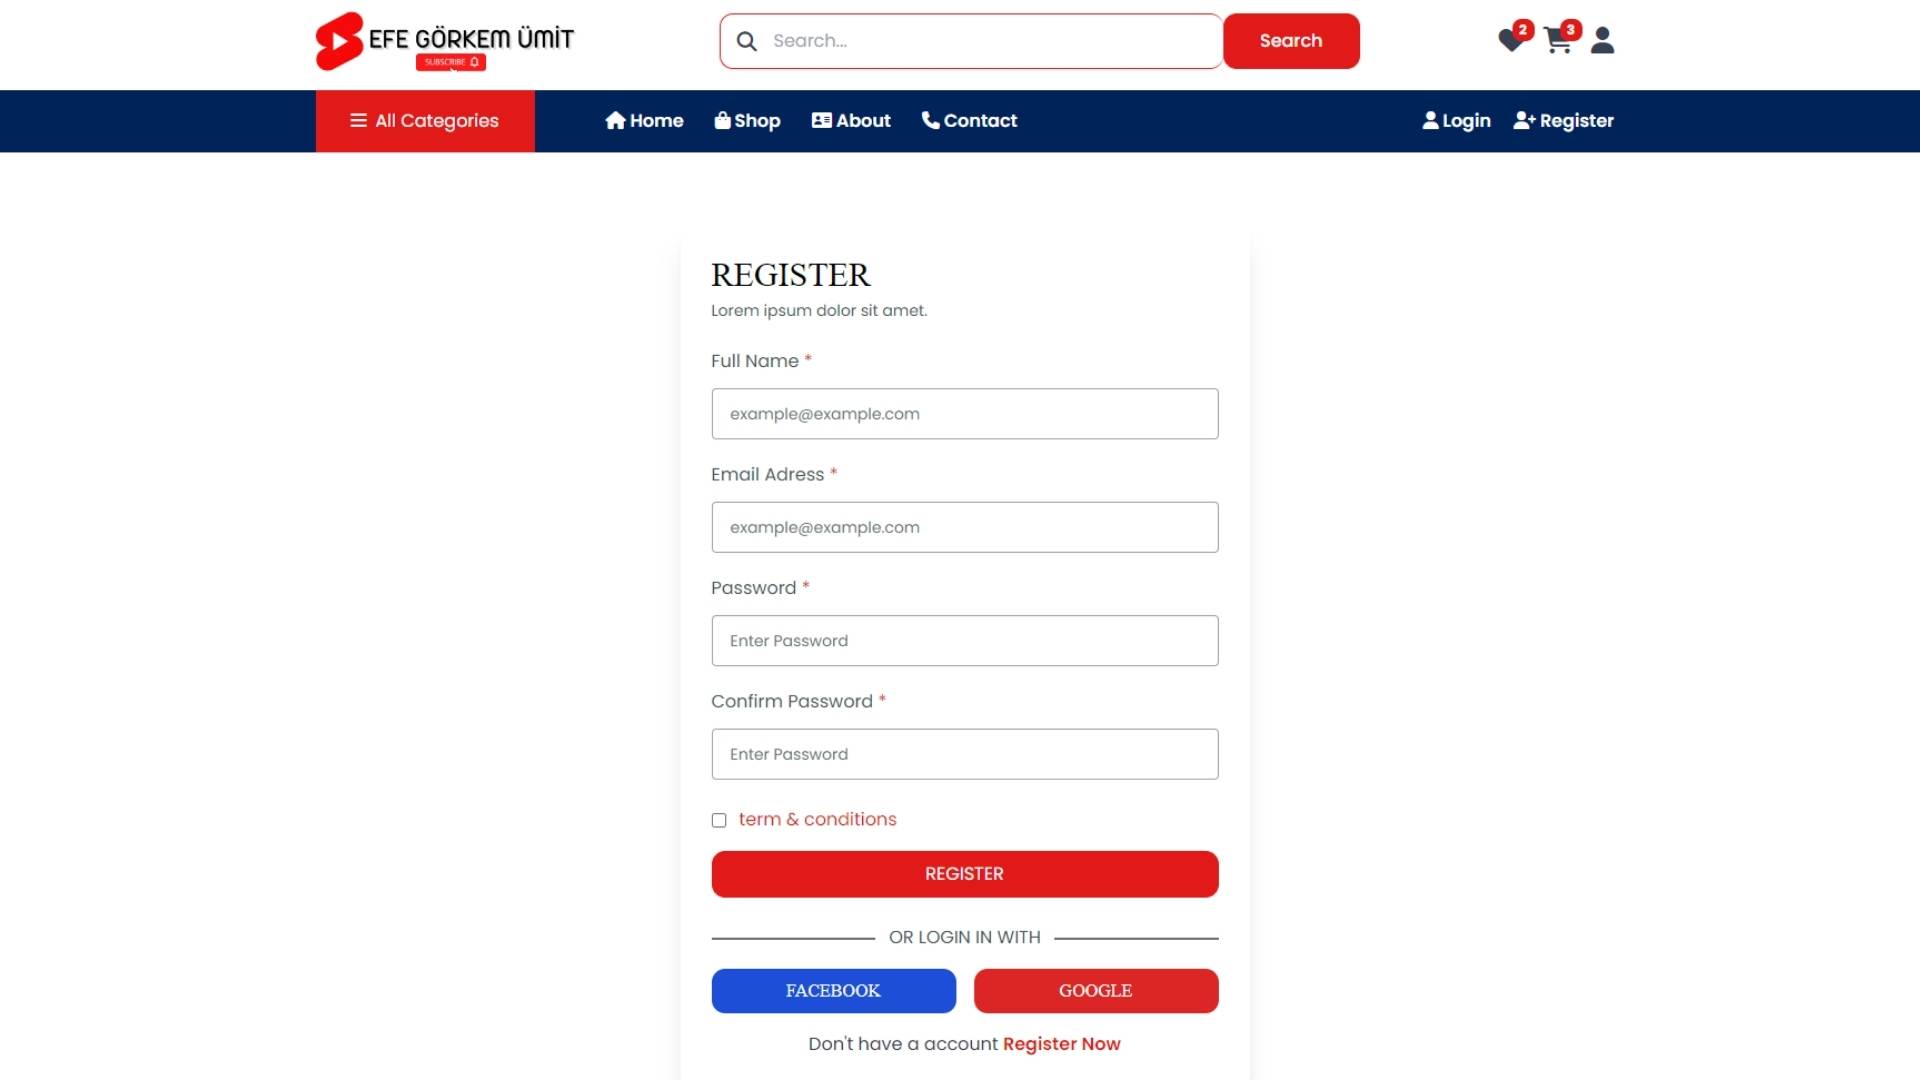 EFE GÖRKEM ÜMİT
SUBSCRIBE
Search...
Search
2
3
All Categories
Home
Shop
About
Contact
Login
Register
REGISTER
Lorem ipsum dolor sit amet.
Full Name *
example@example.com
Email Adress *
example@example.com
Password *
Enter Password
Confirm Password *
Enter Password
term & conditions
REGISTER
OR LOGIN IN WITH
FACEBOOK
GOOGLE
Don't have a account Register Now